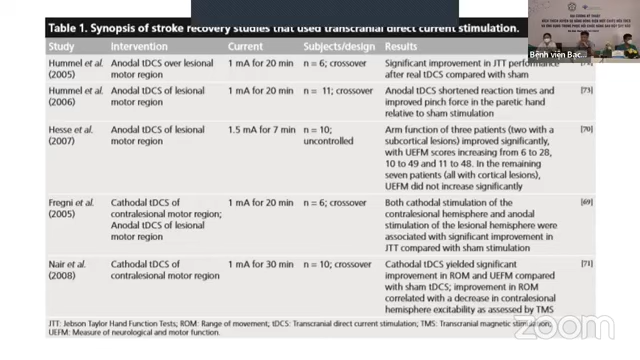 Table 1. Synopsis of stroke recovery studies that used transcranial direct current stimulation.
Study Intervention Current Subjects/design Results
Hummel et al. Anodal tDCS over lesional 1 mA for 20 min n = 6; crossover Significant improvement in JTT performance
(2005) motor region after real tDCS compared with sham
Hummel et al. Anodal tDCS of lesional 1 mA for 20 min n = 11; crossover Anodal tDCS shortened reaction times and [73]
(2006) motor region improved pinch force in the paretic hand
relative to sham stimulation
Hesse et al. Anodal tDCS of lesional 1.5 mA for 7 min n = 10; Arm function of three patients (two with a [70]
(2007) motor region uncontrolled subcortical lesions) improved significantly,
with UEFM scores increasing from 6 to 28,
10 to 49 and 11 to 48. In the remaining
seven patients (all with cortical lesions),
UEFM did not increase significantly
Fregni et al. Cathodal tDCS of 1 mA for 20 min n = 6; crossover Both cathodal stimulation of the [69]
(2005) contralesional motor region; contralesional hemisphere and anodal
Anodal tDCS of lesional stimulation of the lesional hemisphere were
motor region associated with significant improvement in
JTT compared with sham stimulation
Nair et al. Cathodal tDCS of 1 mA for 30 min n = 10; crossover Cathodal tDCS yielded significant [71]
(2008) contralesional motor region improvement in ROM and UEFM compared
with sham tDCS; improvement in ROM
correlated with a decrease in contralesional
hemisphere excitability as assessed by TMS
JTT: Jebson Taylor Hand Function Tests; ROM: Range of movement; tDCS: Transcranial direct current stimulation; TMS: Transcranial magnetic stimulation;
UEFM: Measure of neurological and motor function.
Bệnh viện Bạc...
zoom